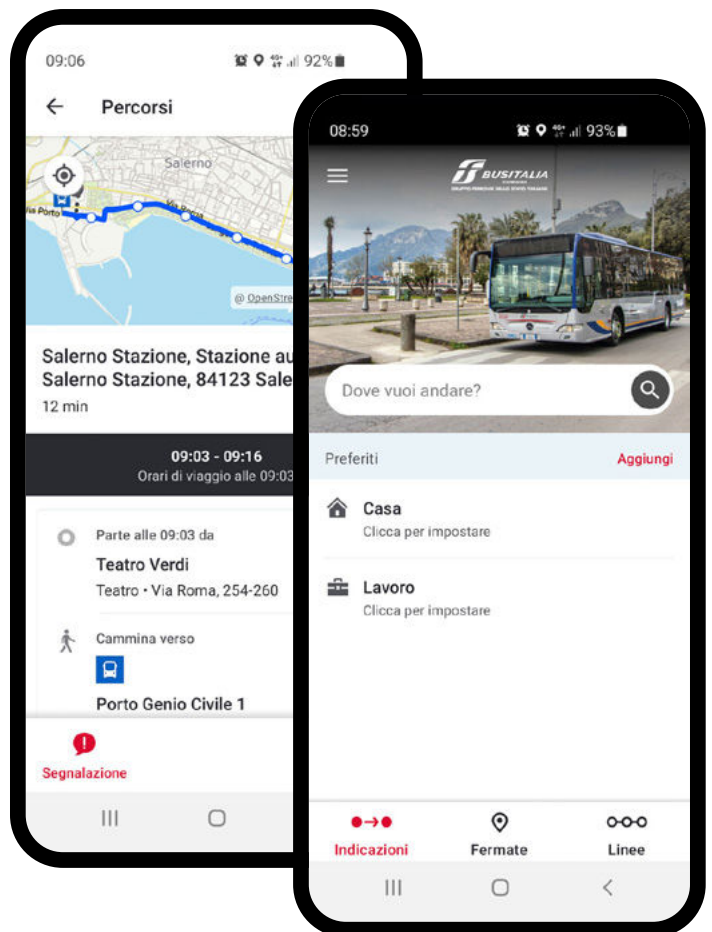 09:06
92%
Percorsi
Salerno
Via Porto
Via Roma
@ OpenStre
Salerno Stazione, Stazione au
Salerno Stazione, 84123 Sale
12 min
09:03 - 09:16
Orari di viaggio alle 09:03
Parte alle 09:03 da
Teatro Verdi
Teatro • Via Roma, 254-260
Cammina verso
Porto Genio Civile 1
Segnalazione
08:59
93%
BUSITALIA
Dove vuoi andare?
Preferiti
Aggiungi
Casa
Clicca per impostare
Lavoro
Clicca per impostare
Indicazioni
Fermate
Linee